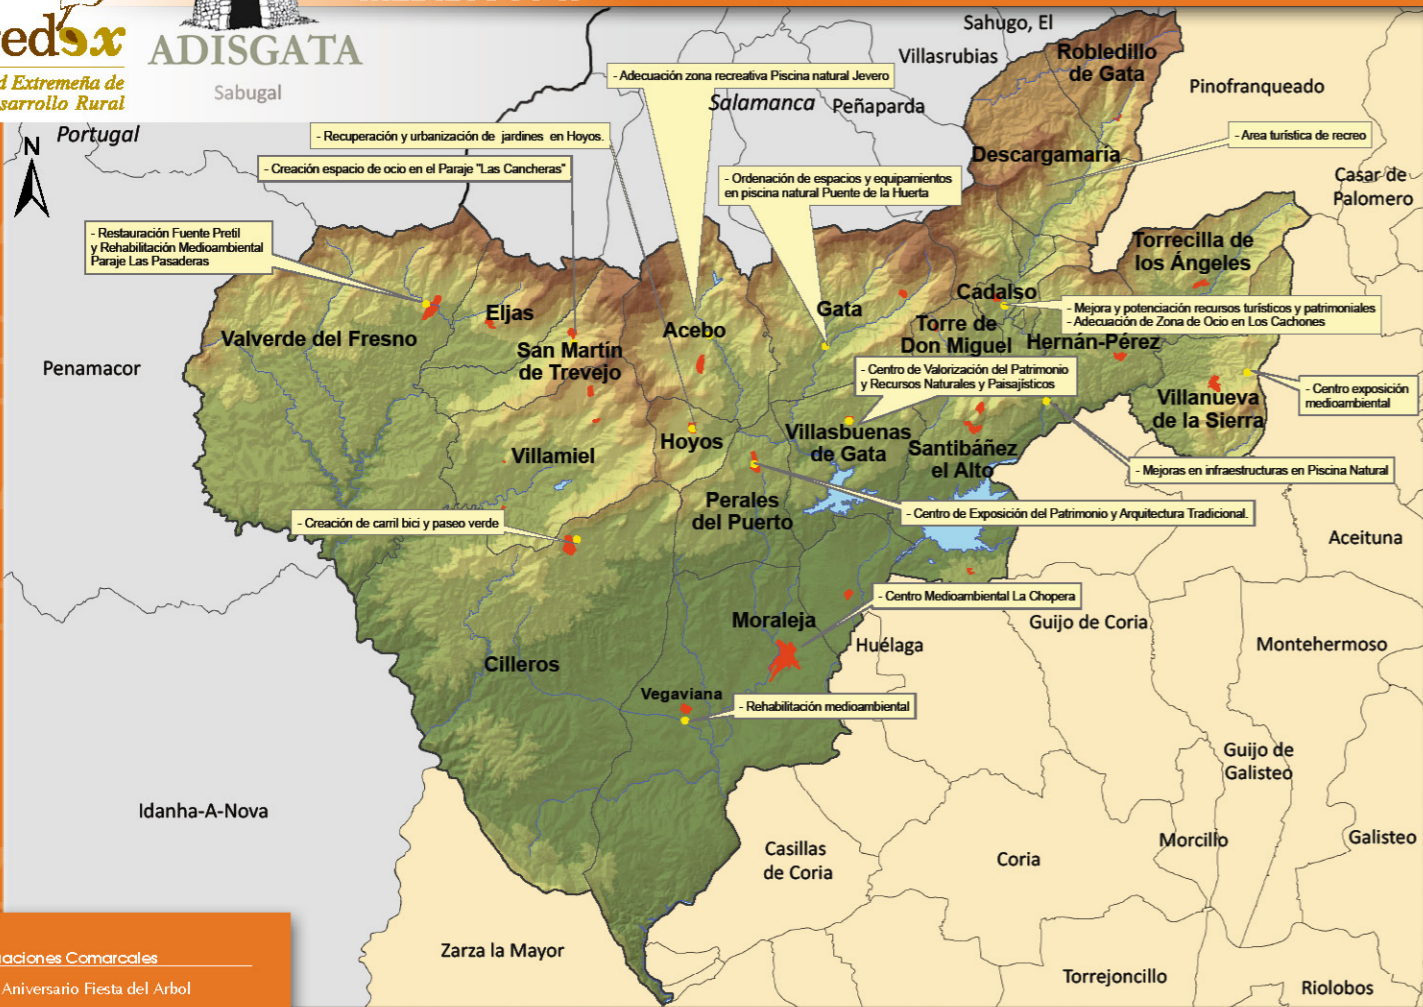 ADISGATA
d Extremeña de
sarrollo Rural
Sabugal
Portugal
N
Sahugo, El
Villasrubias
Salamanca
Peñaparda
Robledillo
de Gata
Pinofranqueado
- Adecuación zona recreativa Piscina natural Jevero
- Recuperación y urbanización de jardines en Hoyos.
- Creación espacio de ocio en el Paraje "Las Cancheras"
- Ordenación de espacios y equipamientos
en piscina natural Puente de la Huerta
- Area turística de recreo
Descargamaría
Casar de
Palomero
- Restauración Fuente Pretil
y Rehabilitación Medioambiental
Paraje Las Pasaderas
Torrecilla de
los Ángeles
Valverde del Fresno
Eljas
San Martín
de Trevejo
Acebo
Gata
Cadalso
- Mejora y potenciación recursos turísticos y patrimoniales
- Adecuación de Zona de Ocio en Los Cachones
Torre de
Don Miguel
Hernán-Pérez
Penamacor
- Centro de Valorización del Patrimonio
y Recursos Naturales y Paisajísticos
- Centro exposición
medioambiental
Villanueva
de la Sierra
Hoyos
Villasbuenas
de Gata
Santibáñez
el Alto
Villamiel
- Mejoras en infraestructuras en Piscina Natural
Perales
del Puerto
- Centro de Exposición del Patrimonio y Arquitectura Tradicional.
- Creación de carril bici y paseo verde
Aceituna
- Centro Medioambiental La Chopera
Moraleja
Guijo de Coria
Huélaga
Montehermoso
Cilleros
Vegaviana
- Rehabilitación medioambiental
Guijo de
Galisteo
Idanha-A-Nova
Casillas
de Coria
Coria
Morcillo
Galisteo
Zarza la Mayor
Torrejoncillo
Riolobos
aciones Comarcales
Aniversario Fiesta del Arbol